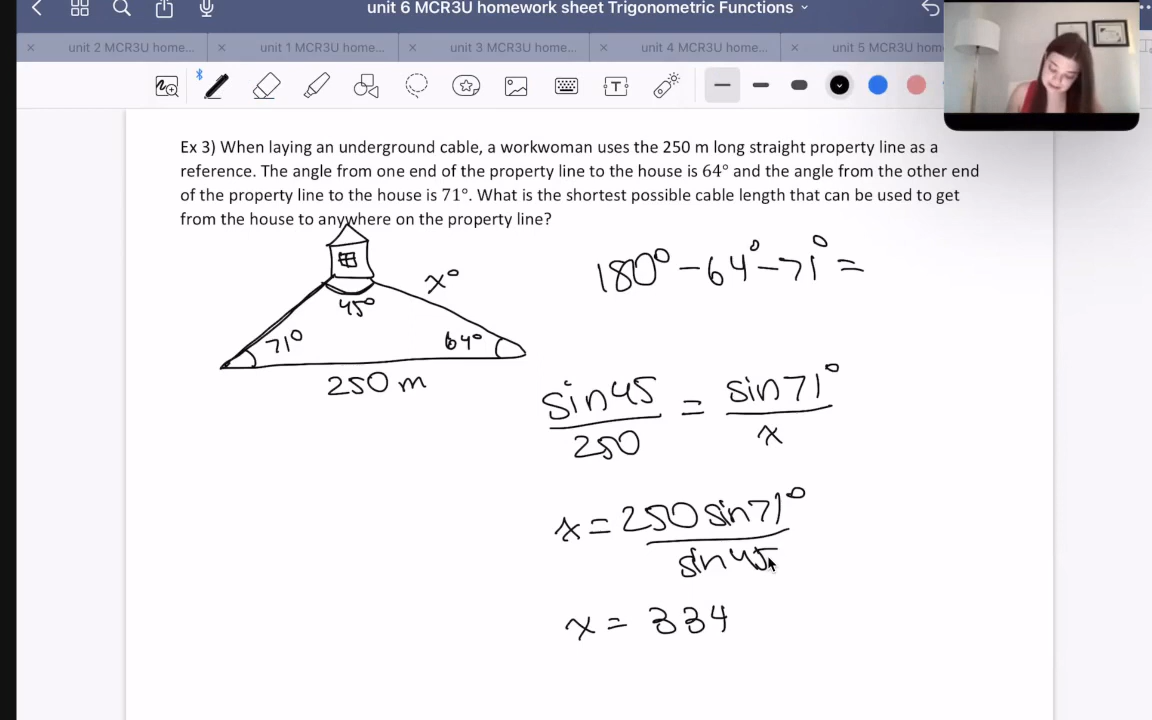 unit 6 MCR3U homework sheet Trigonometric Functions
unit 2 MCR3U home...
unit 1 MCR3U home...
unit 3 MCR3U home...
unit 4 MCR3U home...
unit 5 MCR3U hom
T
Ex 3) When laying an underground cable, a workwoman uses the 250 m long straight property line as a
reference. The angle from one end of the property line to the house is 64° and the angle from the other end
of the property line to the house is 71°. What is the shortest possible cable length that can be used to get
from the house to anywhere on the property line?
180° - 64° - 71° =
x°
45°
71°
64°
250 m
sin45 / 250 = sin71° / x
x = 250 sin71° / sin45
x = 334